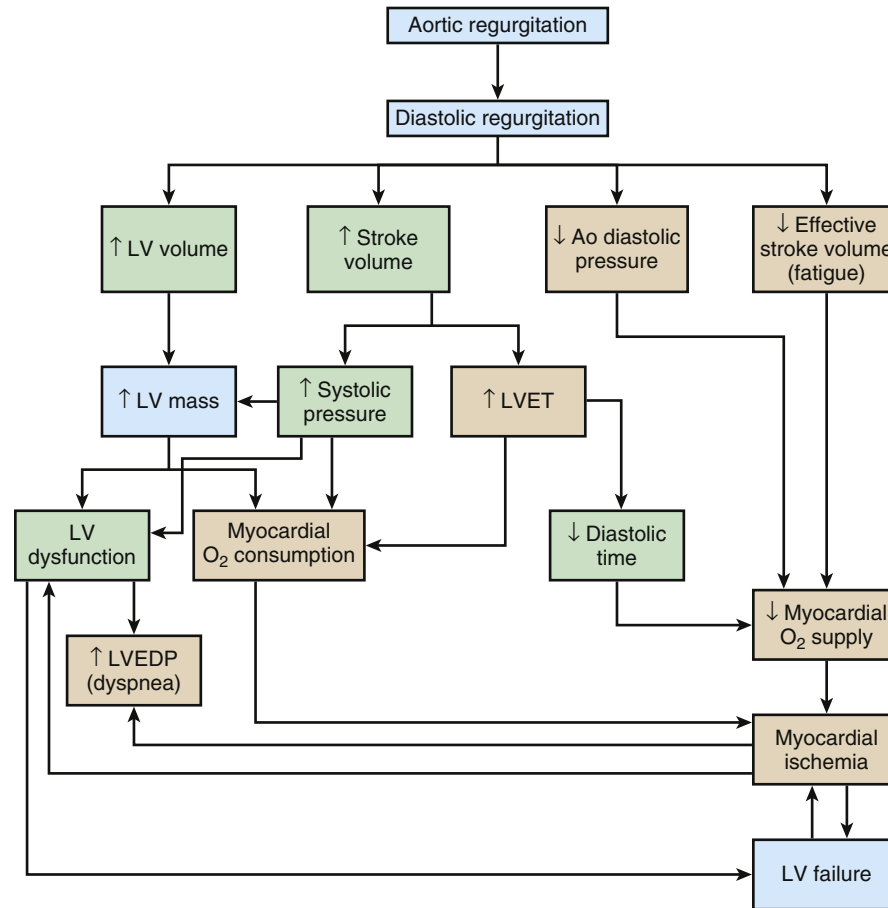 Aortic regurgitation
Diastolic regurgitation
↑ LV volume
↑ Stroke
volume
↓ Ao diastolic
pressure
↓ Effective
stroke volume
(fatigue)
↑ LV mass
↑ Systolic
pressure
↑ LVET
LV
dysfunction
Myocardial
O₂ consumption
↓ Diastolic
time
↓ Myocardial
O₂ supply
↑ LVEDP
(dyspnea)
Myocardial
ischemia
LV failure